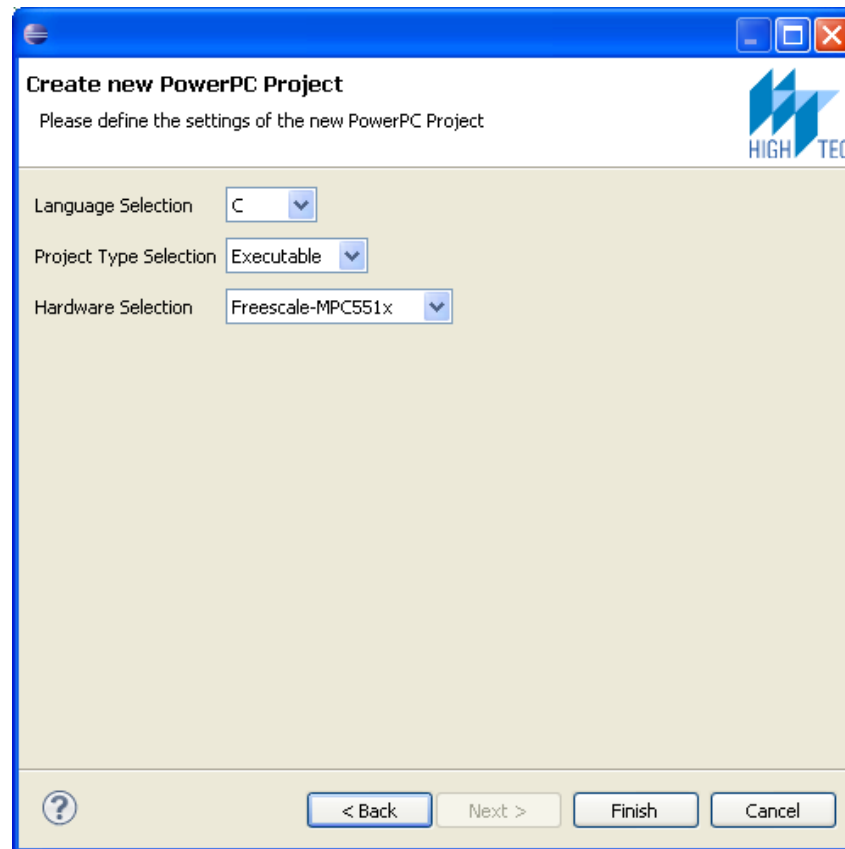 Create new PowerPC Project
Please define the settings of the new PowerPC Project
HIGH TEC
Language Selection C
Project Type Selection Executable
Hardware Selection Freescale-MPC551x
?
< Back Next > Finish Cancel